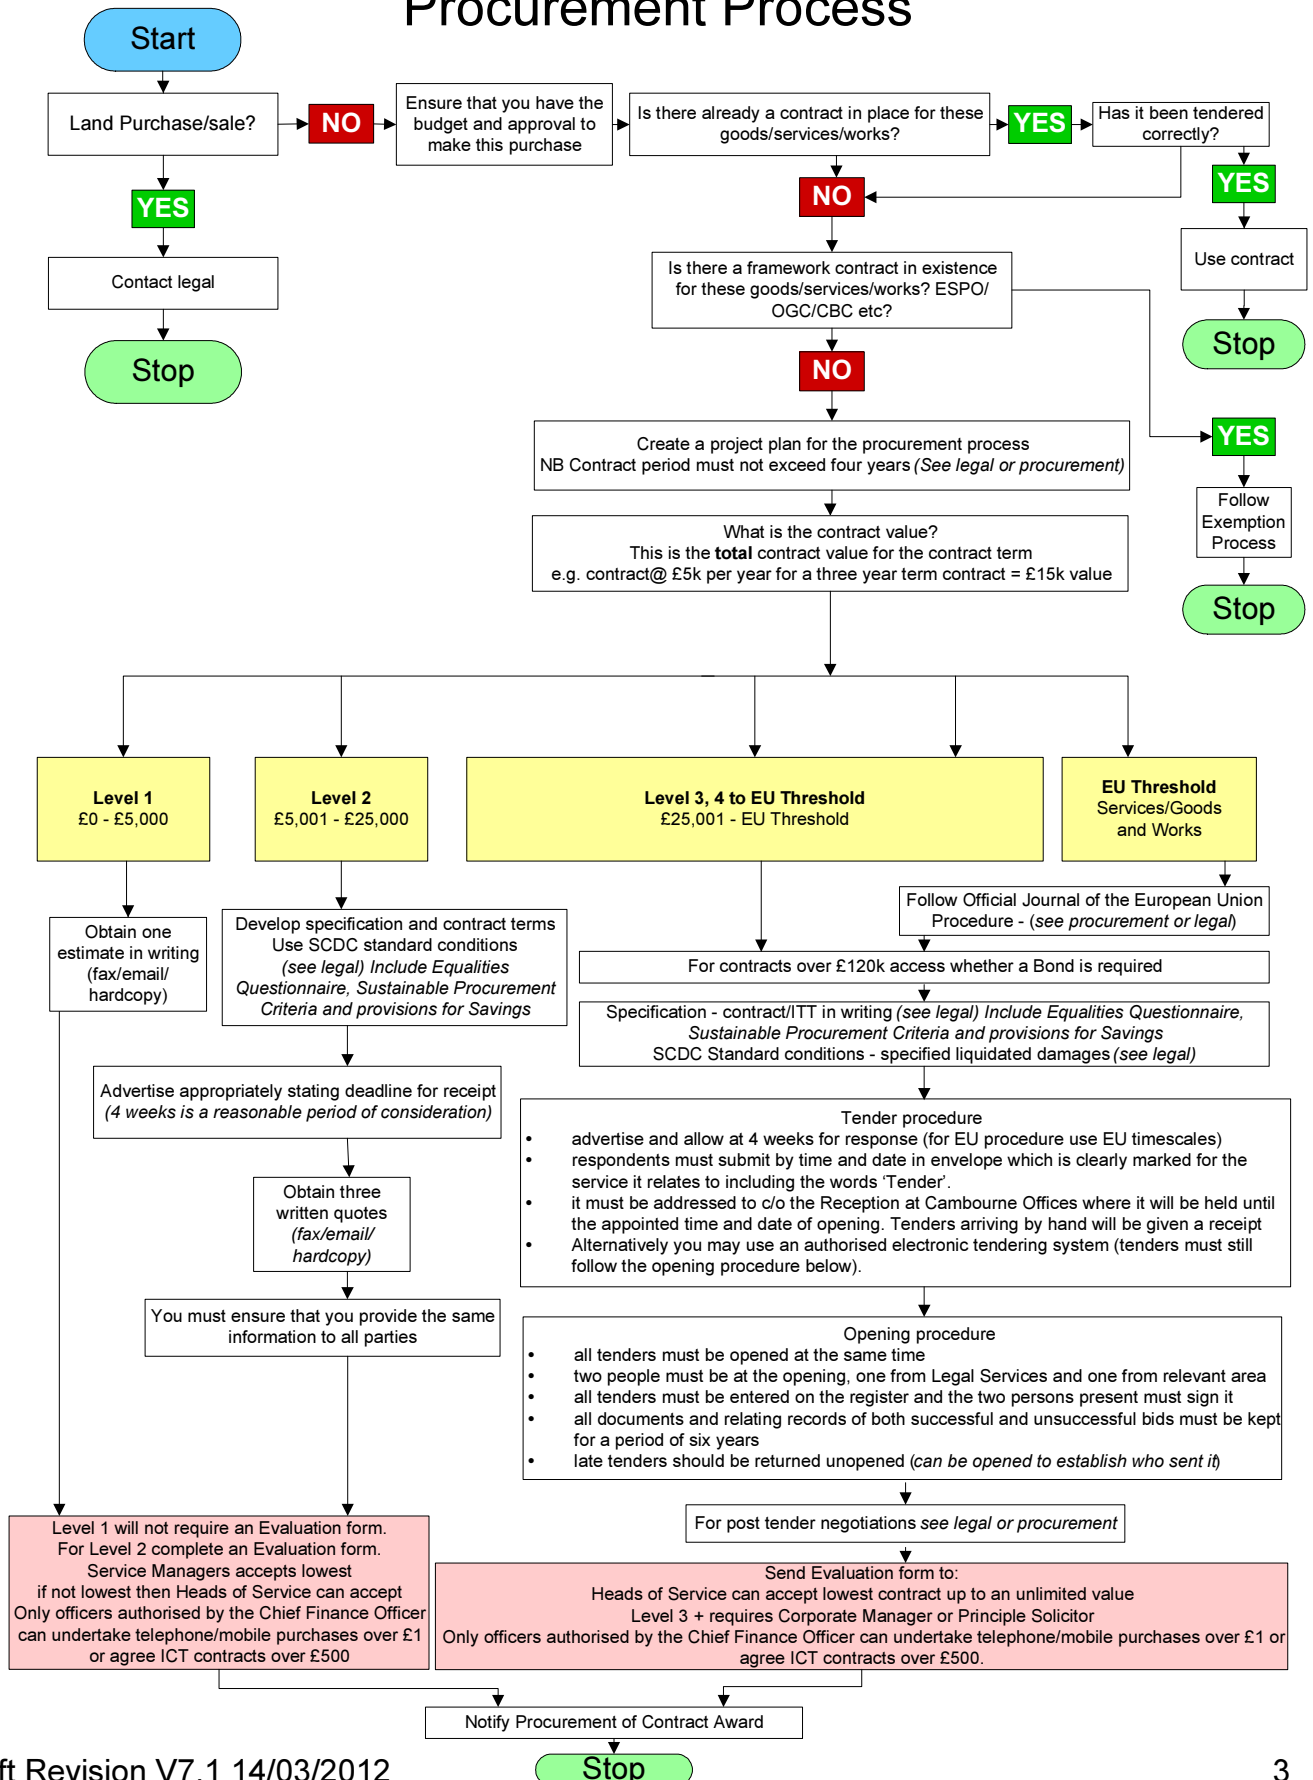 Procurement Process
Start
Land Purchase/sale?
NO
Ensure that you have the
budget and approval to
make this purchase
Is there already a contract in place for these
goods/services/works?
YES
Has it been tendered
correctly?
YES
NO
YES
Contact legal
Stop
Use contract
Stop
Is there a framework contract in existence
for these goods/services/works? ESPO/
OGC/CBC etc?
NO
YES
Follow
Exemption
Process
Stop
Create a project plan for the procurement process
NB Contract period must not exceed four years (See legal or procurement)
What is the contract value?
This is the total contract value for the contract term
e.g. contract@ £5k per year for a three year term contract = £15k value
Level 1
£0 - £5,000
Level 2
£5,001 - £25,000
Level 3, 4 to EU Threshold
£25,001 - EU Threshold
EU Threshold
Services/Goods
and Works
Obtain one
estimate in writing
(fax/email/
hardcopy)
Develop specification and contract terms
Use SCDC standard conditions
(see legal) Include Equalities
Questionnaire, Sustainable Procurement
Criteria and provisions for Savings
Follow Official Journal of the European Union
Procedure - (see procurement or legal)
For contracts over £120k access whether a Bond is required
Specification - contract/ITT in writing (see legal) Include Equalities Questionnaire,
Sustainable Procurement Criteria and provisions for Savings
SCDC Standard conditions - specified liquidated damages (see legal)
Advertise appropriately stating deadline for receipt
(4 weeks is a reasonable period of consideration)
Obtain three
written quotes
(fax/email/
hardcopy)
You must ensure that you provide the same
information to all parties
Tender procedure
• advertise and allow at 4 weeks for response (for EU procedure use EU timescales)
• respondents must submit by time and date in envelope which is clearly marked for the
service it relates to including the words ‘Tender’.
• it must be addressed to c/o the Reception at Cambourne Offices where it will be held until
the appointed time and date of opening. Tenders arriving by hand will be given a receipt
• Alternatively you may use an authorised electronic tendering system (tenders must still
follow the opening procedure below).
Opening procedure
• all tenders must be opened at the same time
• two people must be at the opening, one from Legal Services and one from relevant area
• all tenders must be entered on the register and the two persons present must sign it
• all documents and relating records of both successful and unsuccessful bids must be kept
for a period of six years
• late tenders should be returned unopened (can be opened to establish who sent it)
For post tender negotiations see legal or procurement
Level 1 will not require an Evaluation form.
For Level 2 complete an Evaluation form.
Service Managers accepts lowest
if not lowest then Heads of Service can accept
Only officers authorised by the Chief Finance Officer
can undertake telephone/mobile purchases over £1
or agree ICT contracts over £500
Send Evaluation form to:
Heads of Service can accept lowest contract up to an unlimited value
Level 3 + requires Corporate Manager or Principle Solicitor
Only officers authorised by the Chief Finance Officer can undertake telephone/mobile purchases over £1 or
agree ICT contracts over £500.
Notify Procurement of Contract Award
Stop
ft Revision V7.1 14/03/2012
3